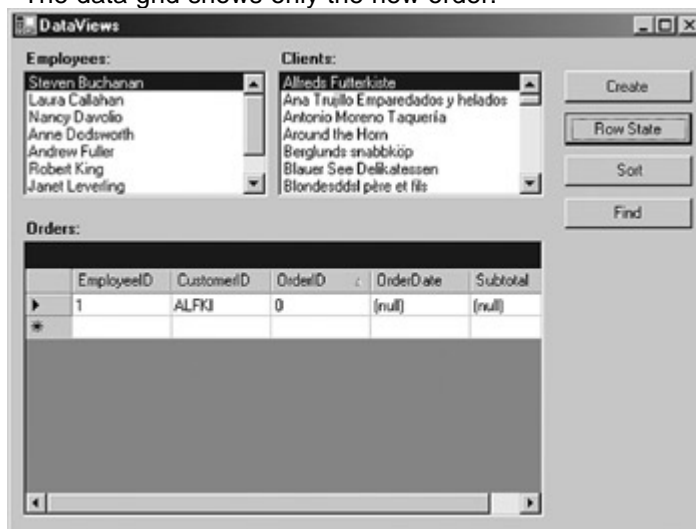 The data grid shows only the new order.
DataViews
Employees:
Clients:
Steven Buchanan
Laura Callahan
Nancy Davolio
Anne Dodsworth
Andrew Fuller
Robert King
Janet Leverling
Alfreds Futterkiste
Ana Trujillo Emparedados y helados
Antonio Moreno Taquería
Around the Horn
Berglunds snabbköp
Blauer See Delikatessen
Blondesddsl père et fils
Create
Row State
Sort
Find
Orders:
EmployeeID CustomerID OrderID OrderDate Subtotal
1 ALFKI 0 (null) (null)